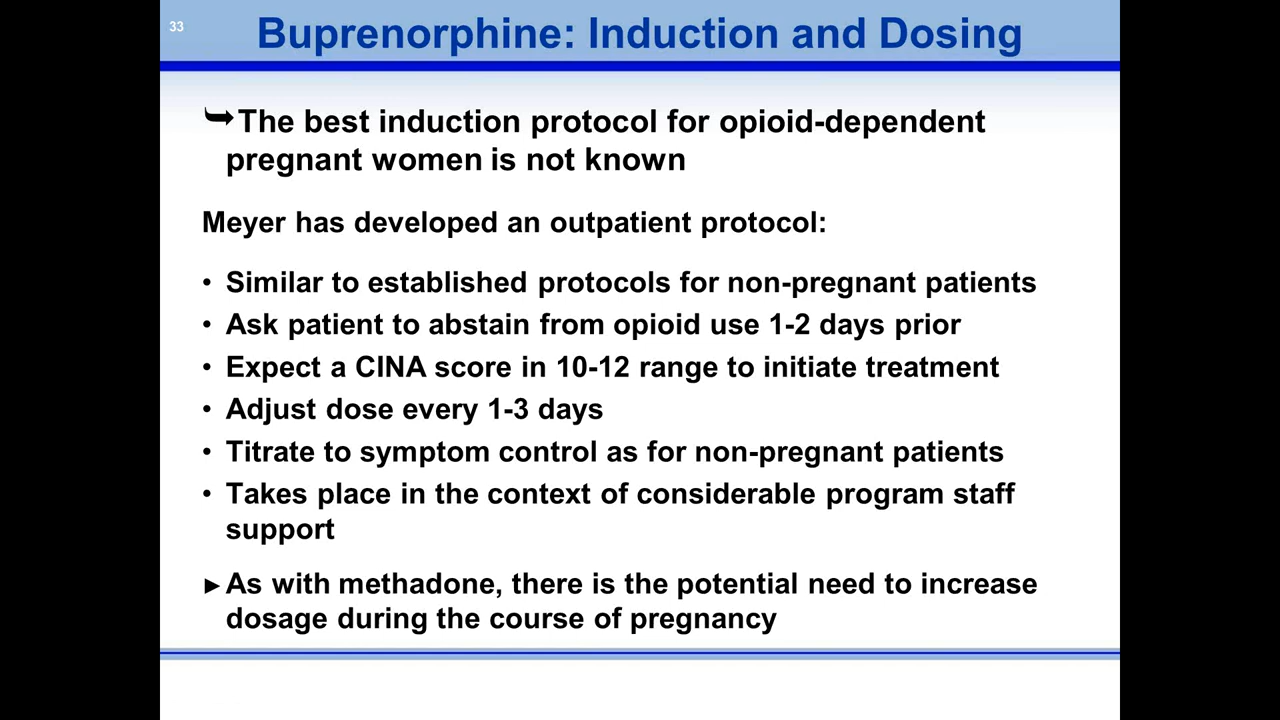 33
Buprenorphine: Induction and Dosing
➥The best induction protocol for opioid-dependent
pregnant women is not known
Meyer has developed an outpatient protocol:
• Similar to established protocols for non-pregnant patients
• Ask patient to abstain from opioid use 1-2 days prior
• Expect a CINA score in 10-12 range to initiate treatment
• Adjust dose every 1-3 days
• Titrate to symptom control as for non-pregnant patients
• Takes place in the context of considerable program staff
support
►As with methadone, there is the potential need to increase
dosage during the course of pregnancy